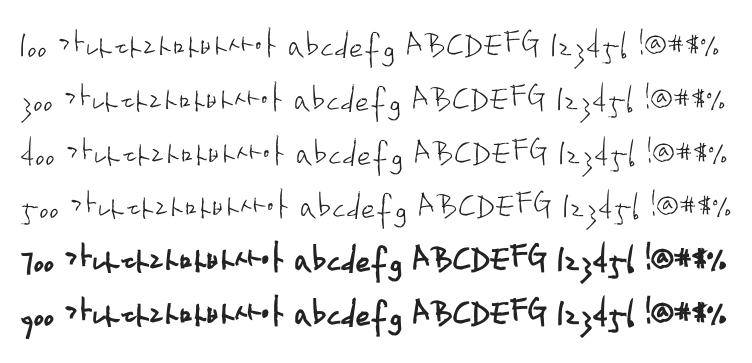 100 가나다라마바사아 abcdefg ABCDEFG 123456 !@#$%
300 가나다라마바사아 abcdefg ABCDEFG 123456 !@#$%
400 가나다라마바사아 abcdefg ABCDEFG 123456 !@#$%
500 가나다라마바사아 abcdefg ABCDEFG 123456 !@#$%
700 가나다라마바사아 abcdefg ABCDEFG 123456 !@#$%
900 가나다라마바사아 abcdefg ABCDEFG 123456 !@#$%